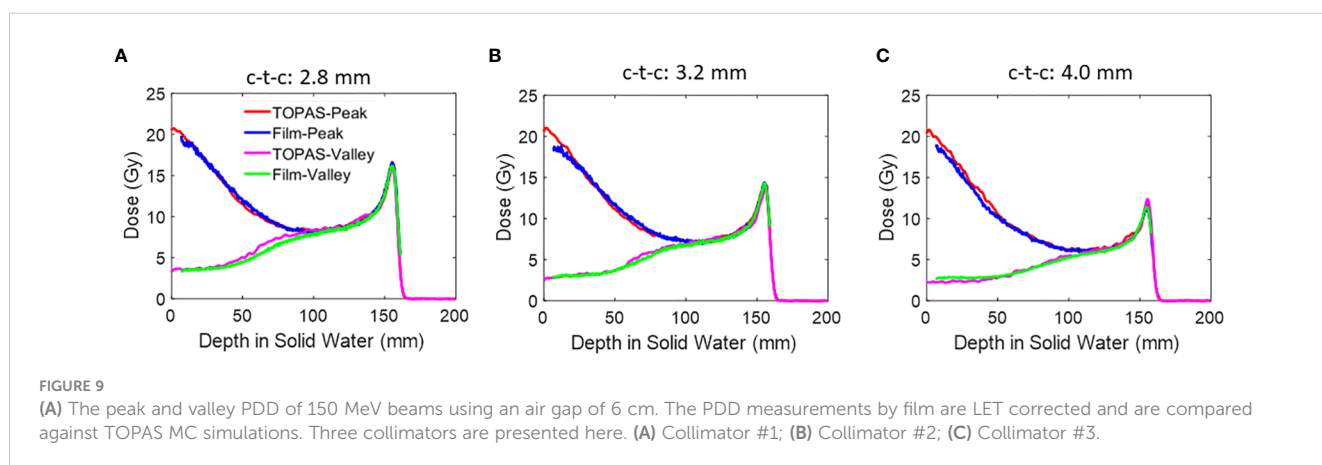 A
c-t-c: 2.8 mm
25
20
15
10
5
0
Dose (Gy)
TOPAS-Peak
Film-Peak
TOPAS-Valley
Film-Valley
0 50 100 150 200
Depth in Solid Water (mm)
B
c-t-c: 3.2 mm
25
20
15
10
5
0
Dose (Gy)
0 50 100 150 200
Depth in Solid Water (mm)
C
c-t-c: 4.0 mm
25
20
15
10
5
0
Dose (Gy)
0 50 100 150 200
Depth in Solid Water (mm)
FIGURE 9
(A) The peak and valley PDD of 150 MeV beams using an air gap of 6 cm. The PDD measurements by film are LET corrected and are compared
against TOPAS MC simulations. Three collimators are presented here. (A) Collimator #1; (B) Collimator #2; (C) Collimator #3.